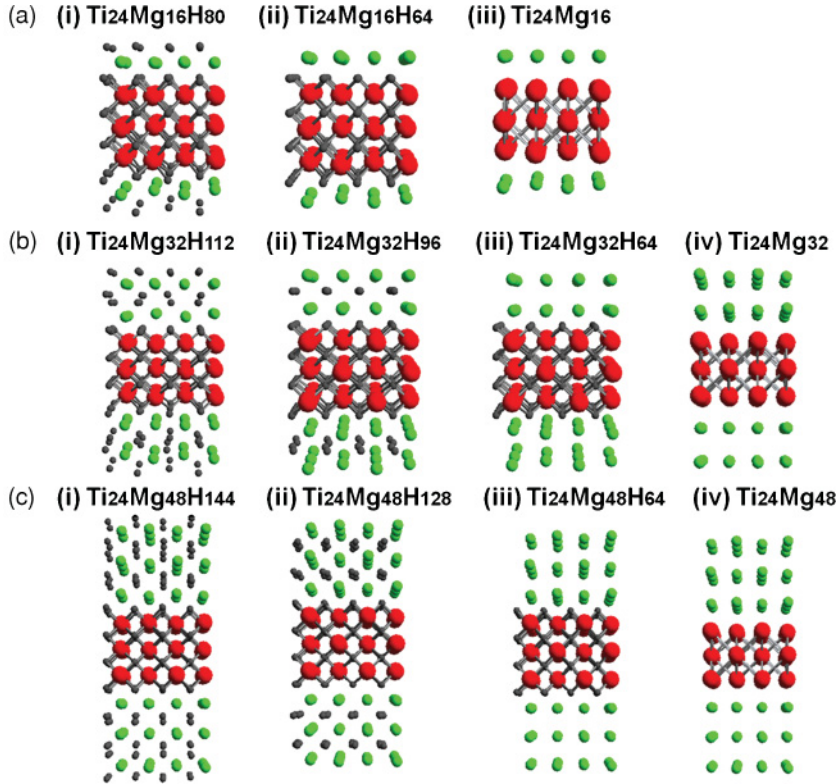 (a) (i) Ti24Mg16H80 (ii) Ti24Mg16H64 (iii) Ti24Mg16
(b) (i) Ti24Mg32H112 (ii) Ti24Mg32H96 (iii) Ti24Mg32H64 (iv) Ti24Mg32
(c) (i) Ti24Mg48H144 (ii) Ti24Mg48H128 (iii) Ti24Mg48H64 (iv) Ti24Mg48